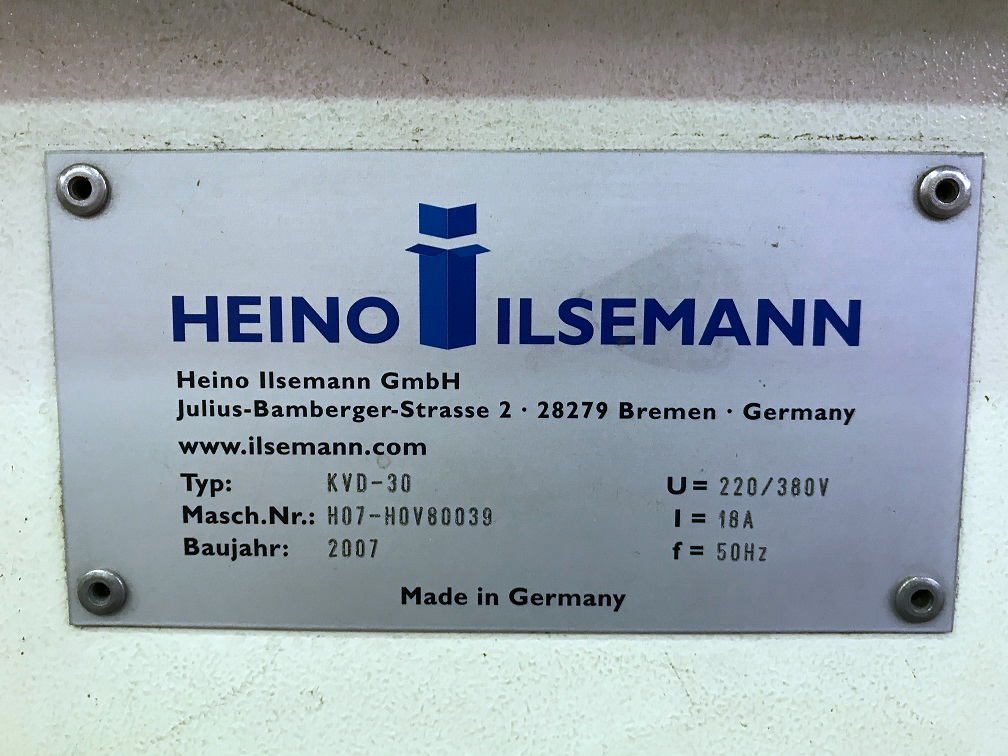 HEINO ILSEMANN
Heino Ilsemann GmbH
Julius-Bamberger-Strasse 2 · 28279 Bremen · Germany
www.ilsemann.com
Typ: KVD-30 U= 220/380V
Masch.Nr.: H07-H0V80039 I = 18A
Baujahr: 2007 f = 50Hz
Made in Germany